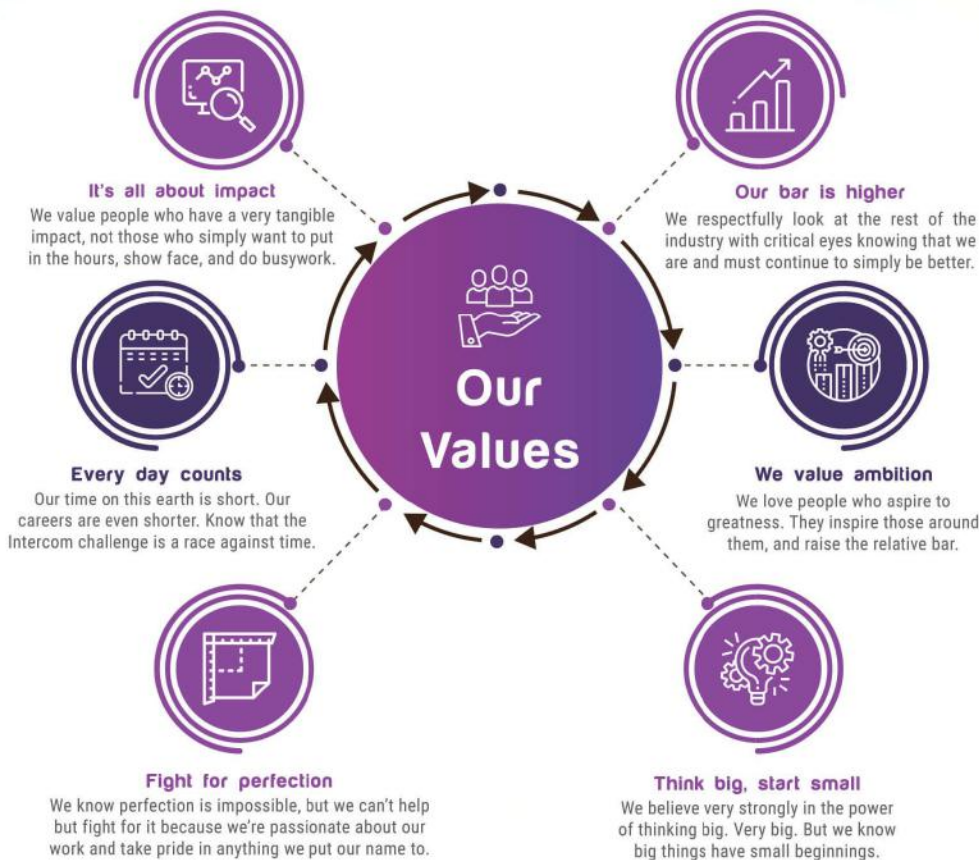 It's all about impact
We value people who have a very tangible
impact, not those who simply want to put
in the hours, show face, and do busywork.
Our bar is higher
We respectfully look at the rest of the
industry with critical eyes knowing that we
are and must continue to simply be better.
Our
Values
Every day counts
Our time on this earth is short. Our
careers are even shorter. Know that the
Intercom challenge is a race against time.
We value ambition
We love people who aspire to
greatness. They inspire those around
them, and raise the relative bar.
Fight for perfection
We know perfection is impossible, but we can't help
but fight for it because we're passionate about our
work and take pride in anything we put our name to.
Think big, start small
We believe very strongly in the power
of thinking big. Very big. But we know
big things have small beginnings.